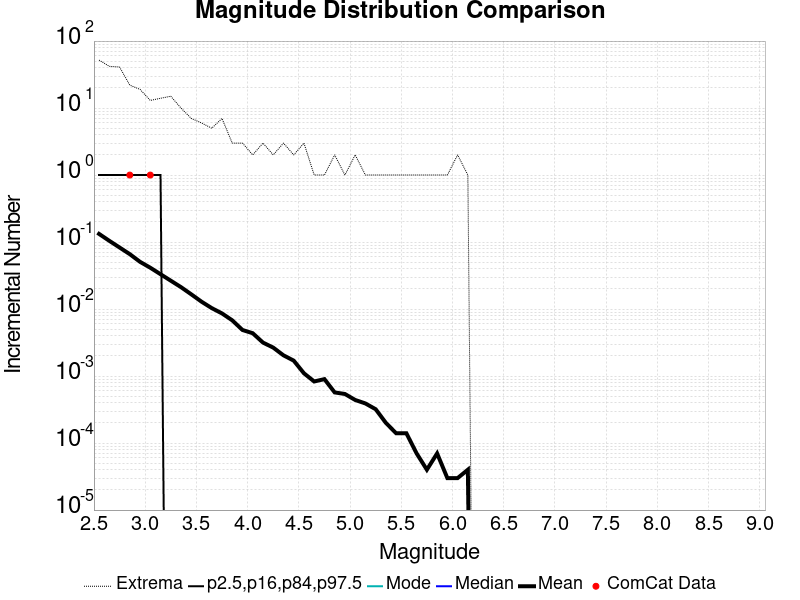 Magnitude Distribution Comparison
10^2
10^1
10^0
10^-1
10^-2
10^-3
10^-4
10^-5
Incremental Number
2.5 3.0 3.5 4.0 4.5 5.0 5.5 6.0 6.5 7.0 7.5 8.0 8.5 9.0
Magnitude
Extrema p2.5,p16,p84,p97.5 Mode Median Mean ComCat Data